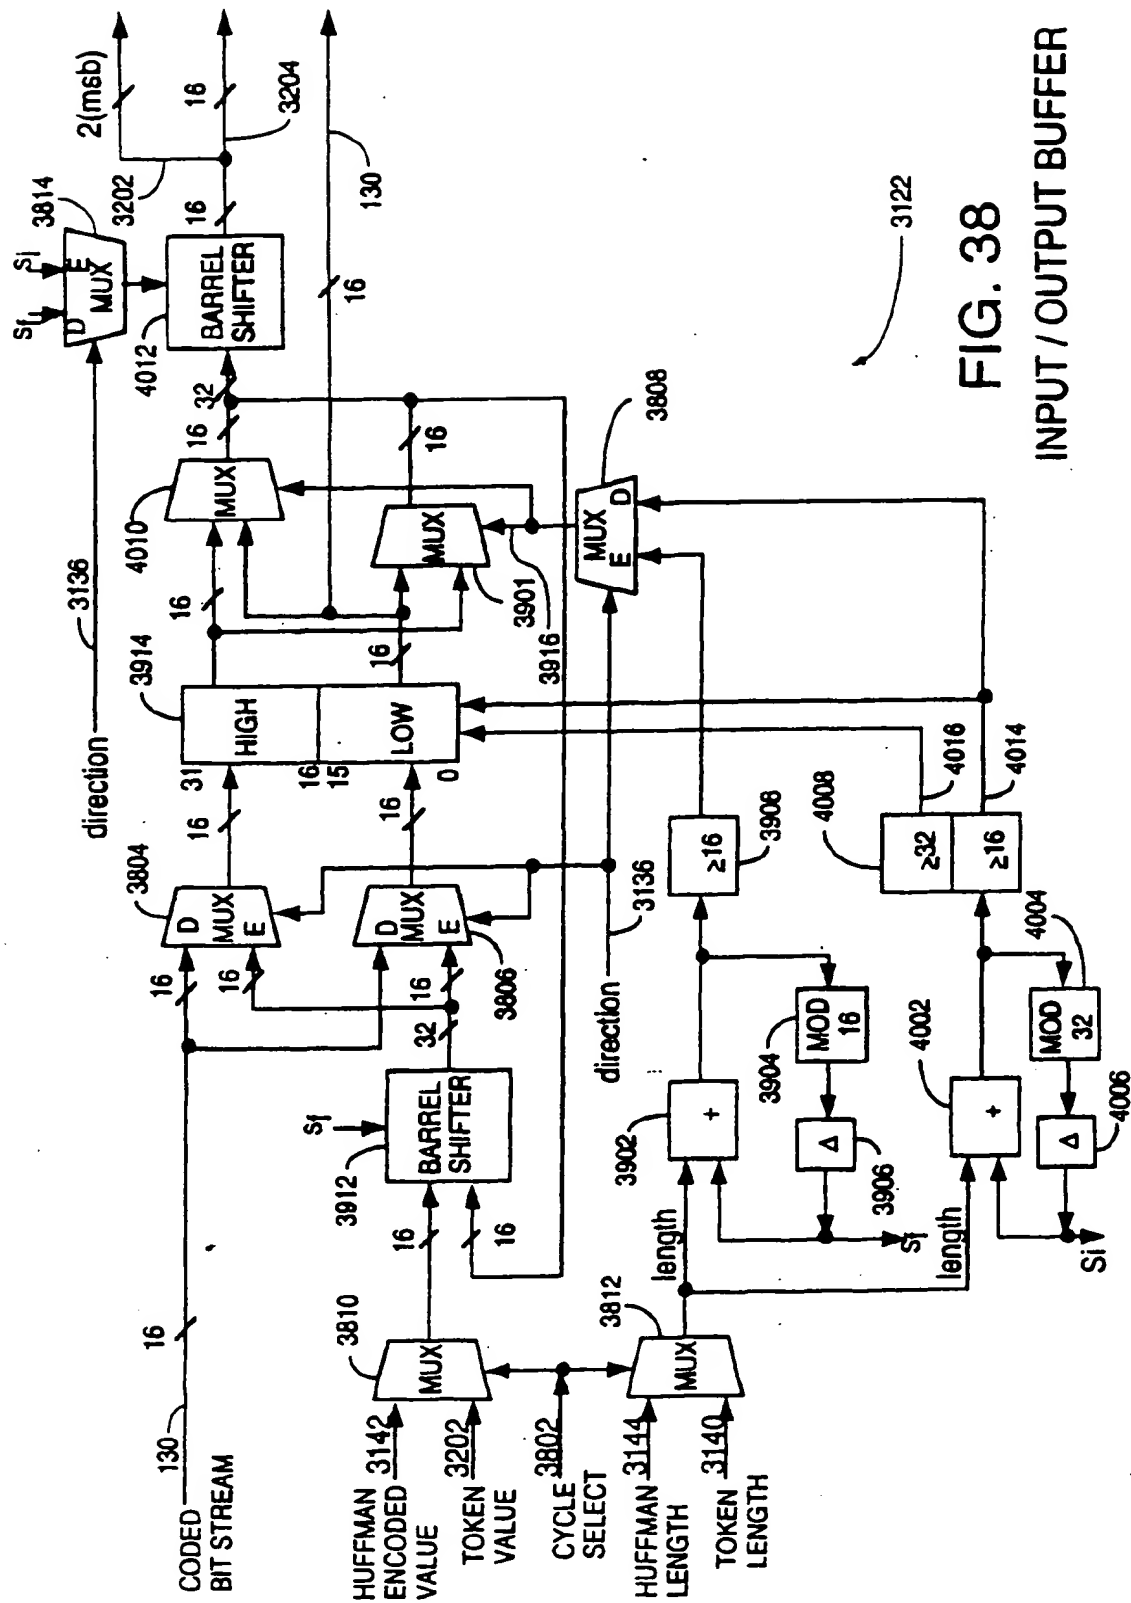 2(msb)
16
3204
3202
16
130
3814
Sf
Si
D
E
MUX
4012
BARREL
SHIFTER
16
32
16
16
3808
4010
MUX
MUX
MUX
D
E
3136
16
3901
3916
3914
direction
31
HIGH
16
15
LOW
0
16
16
16
3804
D
MUX
E
D
MUX
E
3806
16
16
16
32
3912
Sf
BARREL
SHIFTER
16
16
16
130
CODED
BIT STREAM
3810
MUX
HUFFMAN
ENCODED 3142
VALUE
TOKEN 3202
VALUE
CYCLE 3802
SELECT
HUFFMAN 3144
LENGTH
TOKEN 3140
LENGTH
3812
MUX
length
length
3902
+
3904
MOD
16
Δ
3906
Sf
≥16
3908
direction
3136
4002
+
4004
MOD
32
Δ
4006
Si
4008
≥32
≥16
4016
4014
3122
FIG. 38
INPUT / OUTPUT BUFFER